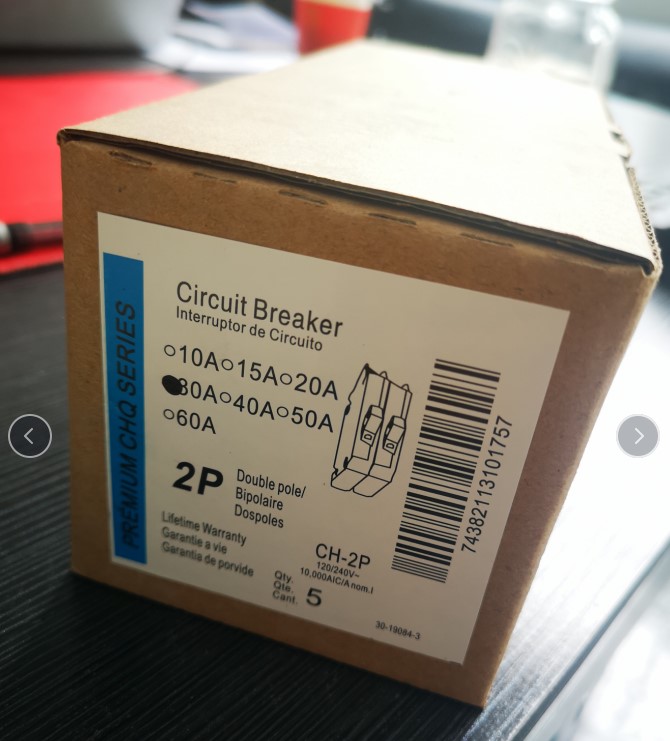 PREMIUM CHQ SERIES
Circuit Breaker
Interruptor de Circuito
10A 15A 20A
30A 40A 50A
60A
2P
Double pole/
Bipolaire
Dospoles
Lifetime Warranty
Garantie a vie
Garantia de porvide
CH-2P
120/240V~
10,000AIC/Anom.I
Qty.
Qte.
Cant.
5
30-19084-3
74382113101757